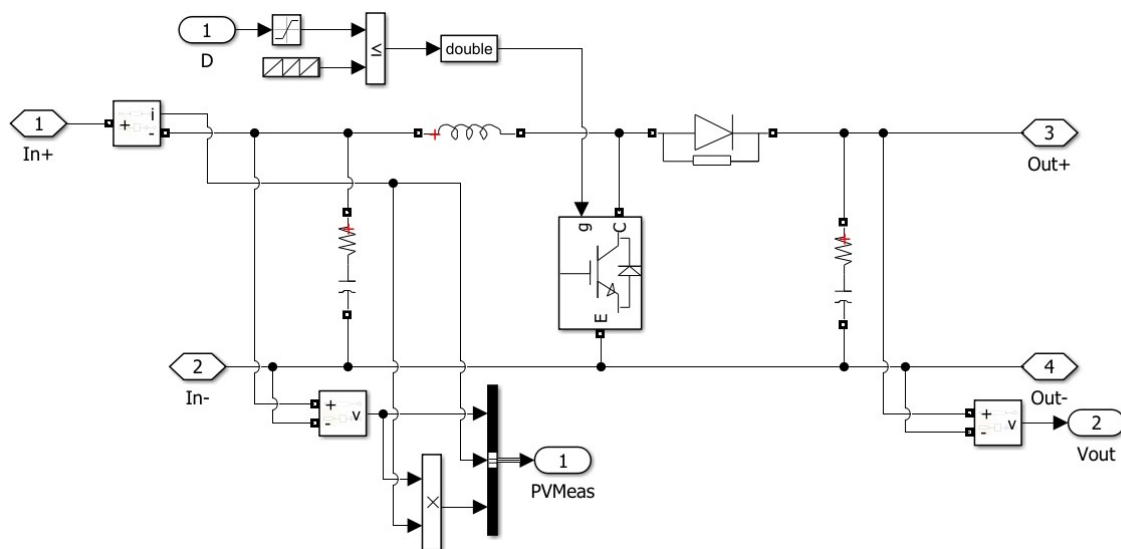 1
D
≤
double
1
In+
+
i
-
3
Out+
g
C
E
2
In-
4
Out-
+
-
v
+
-
v
2
Vout
1
PVMeas
×